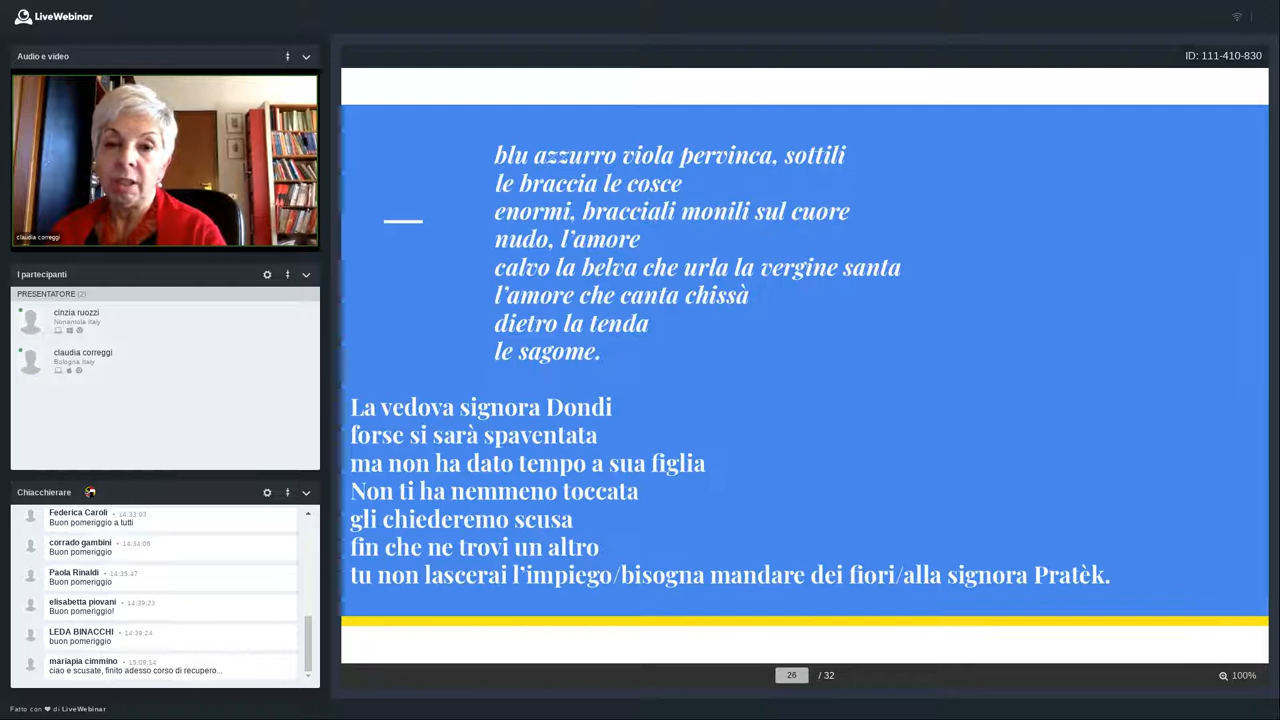 LiveWebinar
Audio e video
ID: 111-410-830
claudia correggi
I partecipanti
PRESENTATORE (2)
cinzia ruozzi
Nonantola Italy
claudia correggi
Bologna Italy
Chiacchierare
Federica Caroli • 14:33:03
Buon pomeriggio a tutti
corrado gambini • 14:34:06
Buon pomeriggio
Paola Rinaldi • 14:35:47
Buon pomeriggio
elisabetta piovani • 14:39:23
Buon pomeriggio!
LEDA BINACCHI • 14:39:24
buon pomeriggio
mariapia cimmino • 15:09:14
ciao e scusate, finito adesso corso di recupero...
blu azzurro viola pervinca, sottili
le braccia le cosce
enormi, bracciali monili sul cuore
nudo, l’amore
calvo la belva che urla la vergine santa
l’amore che canta chissà
dietro la tenda
le sagome.
La vedova signora Dondi
forse si sarà spaventata
ma non ha dato tempo a sua figlia
Non ti ha nemmeno toccata
gli chiederemo scusa
fin che ne trovi un altro
tu non lascerai l’impiego/bisogna mandare dei fiori/alla signora Pratèk.
26 / 32
100%
Fatto con ❤ di LiveWebinar